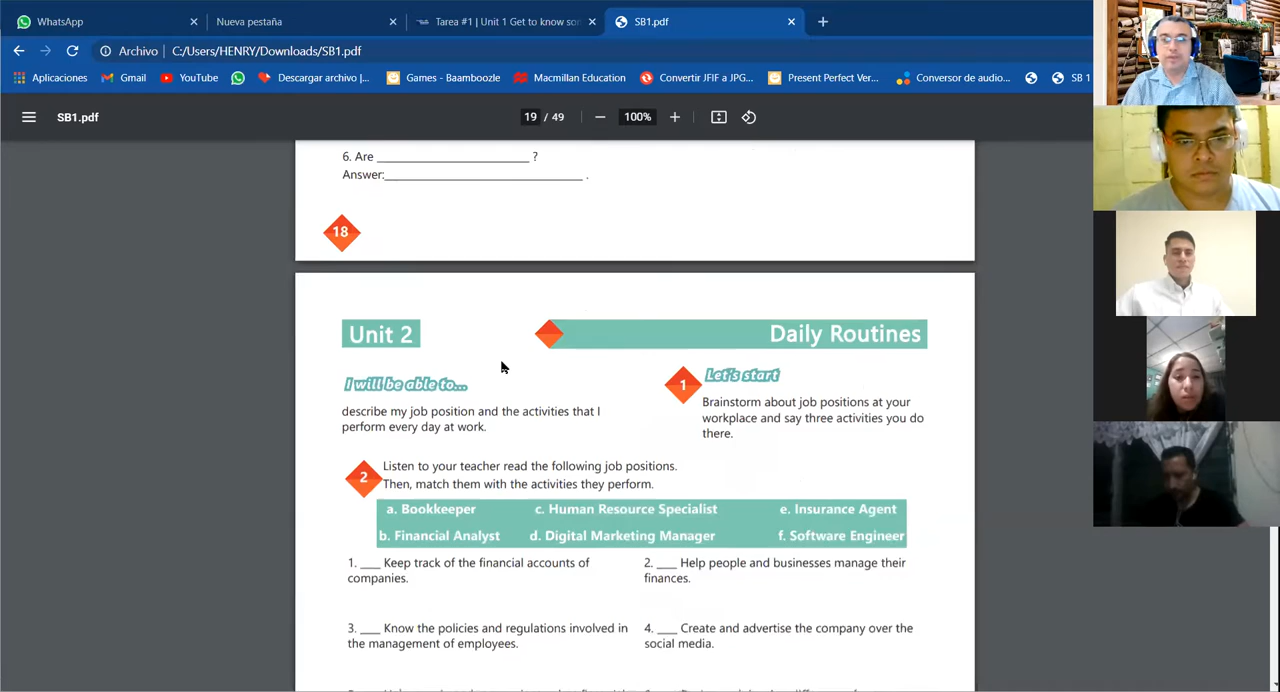 WhatsApp
Nueva pestaña
Tarea #1 | Unit 1 Get to know som
SB1.pdf
Archivo | C:/Users/HENRY/Downloads/SB1.pdf
Aplicaciones
Gmail
YouTube
Descargar archivo |...
Games - Baamboozle
Macmillan Education
Convertir JFIF a JPG...
Present Perfect Ver...
Conversor de audio...
SB 1
SB1.pdf
19 / 49
100%
6. Are ______________________ ?
Answer:____________________________ .
18
Unit 2
Daily Routines
I will be able to...
describe my job position and the activities that I
perform every day at work.
1
Let's start
Brainstorm about job positions at your
workplace and say three activities you do
there.
2
Listen to your teacher read the following job positions.
Then, match them with the activities they perform.
a. Bookkeeper
c. Human Resource Specialist
e. Insurance Agent
b. Financial Analyst
d. Digital Marketing Manager
f. Software Engineer
1. ___ Keep track of the financial accounts of
companies.
2. ___ Help people and businesses manage their
finances.
3. ___ Know the policies and regulations involved in
the management of employees.
4. ___ Create and advertise the company over the
social media.